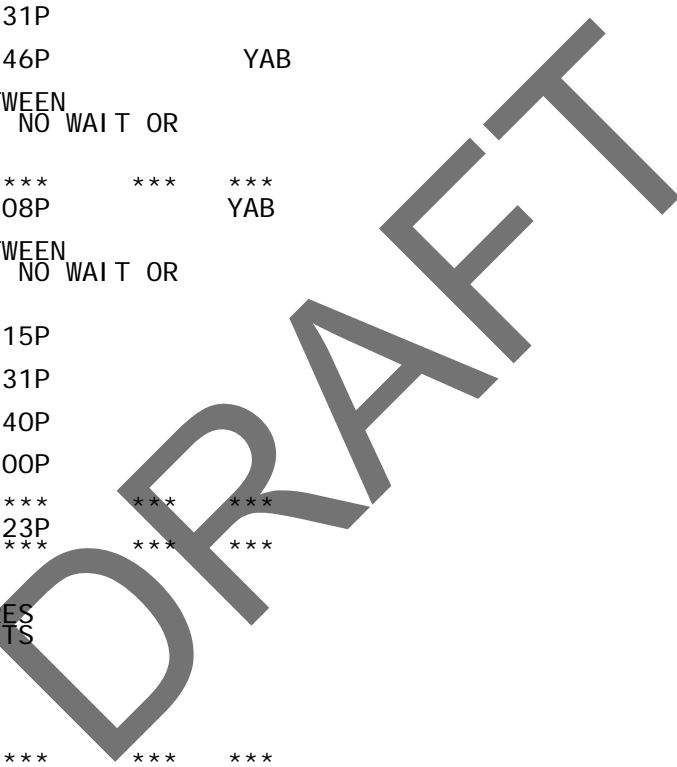 31P
46P YAB
WEEN
NO WAIT OR
*** *** ***
08P YAB
WEEN
NO WAIT OR
15P
31P
40P
00P
*** *** ***
23P
*** *** ***
ES
TS
*** *** ***
DRAFT